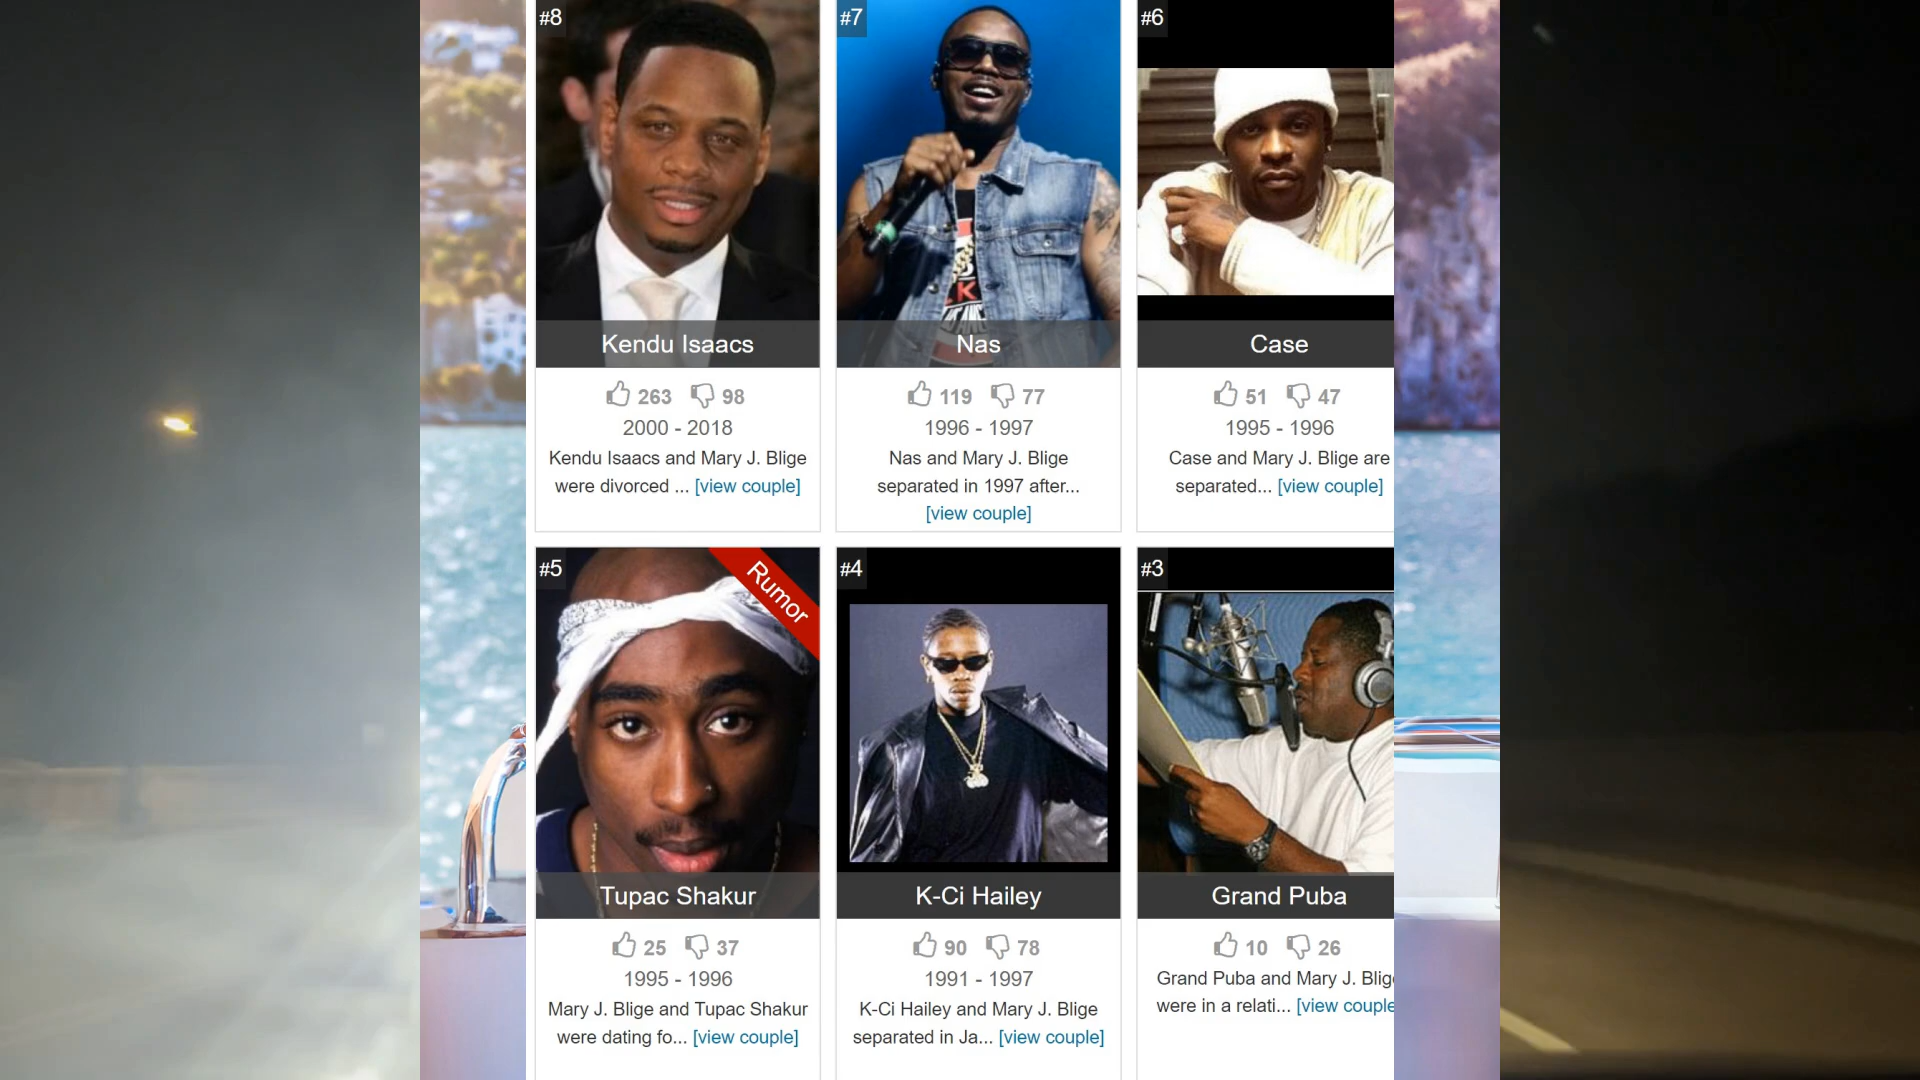 #8
#7
#6
Kendu Isaacs
Nas
Case
263 98
119 77
51 47
2000 - 2018
1996 - 1997
1995 - 1996
Kendu Isaacs and Mary J. Blige
were divorced ... [view couple]
Nas and Mary J. Blige
separated in 1997 after...
[view couple]
Case and Mary J. Blige are
separated... [view couple]
#5
Rumor
#4
#3
Tupac Shakur
K-Ci Hailey
Grand Puba
25 37
90 78
10 26
1995 - 1996
1991 - 1997
Mary J. Blige and Tupac Shakur
were dating fo... [view couple]
K-Ci Hailey and Mary J. Blige
separated in Ja... [view couple]
Grand Puba and Mary J. Blig
were in a relati... [view couple